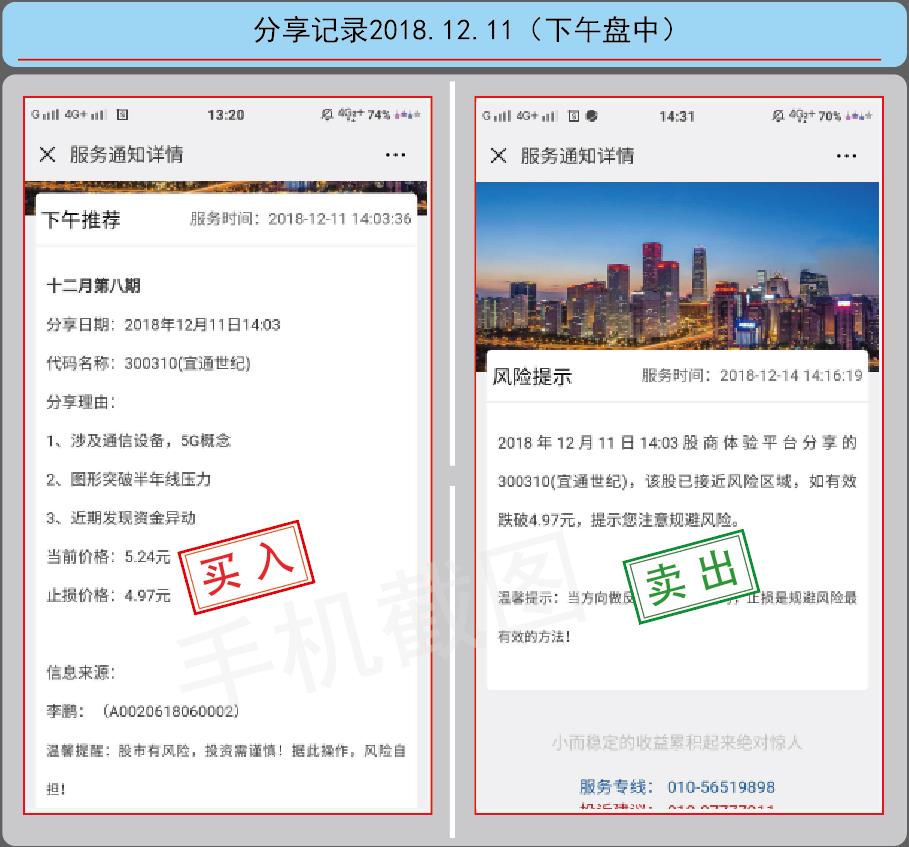 分享记录2018.12.11（下午盘中）
G 4G+ 13:20 4G 2+ 74%
服务通知详情
下午推荐 服务时间：2018-12-11 14:03:36
十二月第八期
分享日期：2018年12月11日14:03
代码名称：300310(宜通世纪)
分享理由：
1、涉及通信设备，5G概念
2、图形突破半年线压力
3、近期发现资金异动
当前价格：5.24元
止损价格：4.97元
买入
信息来源：
李鹏：（A0020618060002）
温馨提醒：股市有风险，投资需谨慎！据此操作，风险自
担！
G 4G+ 14:31 4G 2+ 70%
服务通知详情
风险提示 服务时间：2018-12-14 14:16:19
2018年12月11日14:03股商体验平台分享的
300310(宜通世纪)，该股已接近风险区域，如有效
跌破4.97元，提示您注意规避风险。
卖出
温馨提示：当方向做反 止损是规避风险最
有效的方法！
小而稳定的收益累积起来绝对惊人
服务专线：010-56519898
手机截图